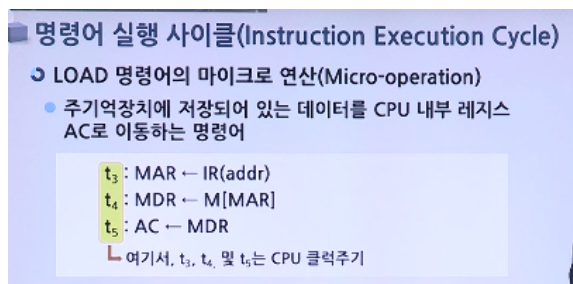 명령어 실행 사이클(Instruction Execution Cycle)
LOAD 명령어의 마이크로 연산(Micro-operation)
주기억장치에 저장되어 있는 데이터를 CPU 내부 레지스
AC로 이동하는 명령어
t₃ : MAR ← IR(addr)
t₄ : MDR ← M[MAR]
t₅ : AC ← MDR
여기서, t₃, t₄, 및 t₅는 CPU 클럭주기